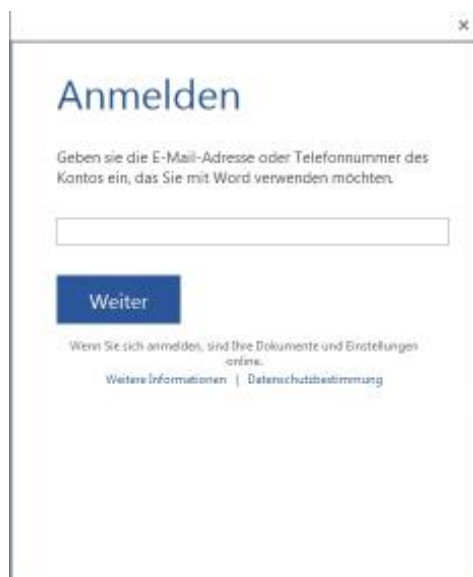 Anmelden
Geben sie die E-Mail-Adresse oder Telefonnummer des
Kontos ein, das Sie mit Word verwenden möchten.
Weiter
Wenn Sie sich anmelden, sind Ihre Dokumente und Einstellungen
online.
Weitere Informationen | Datenschutzbestimmung